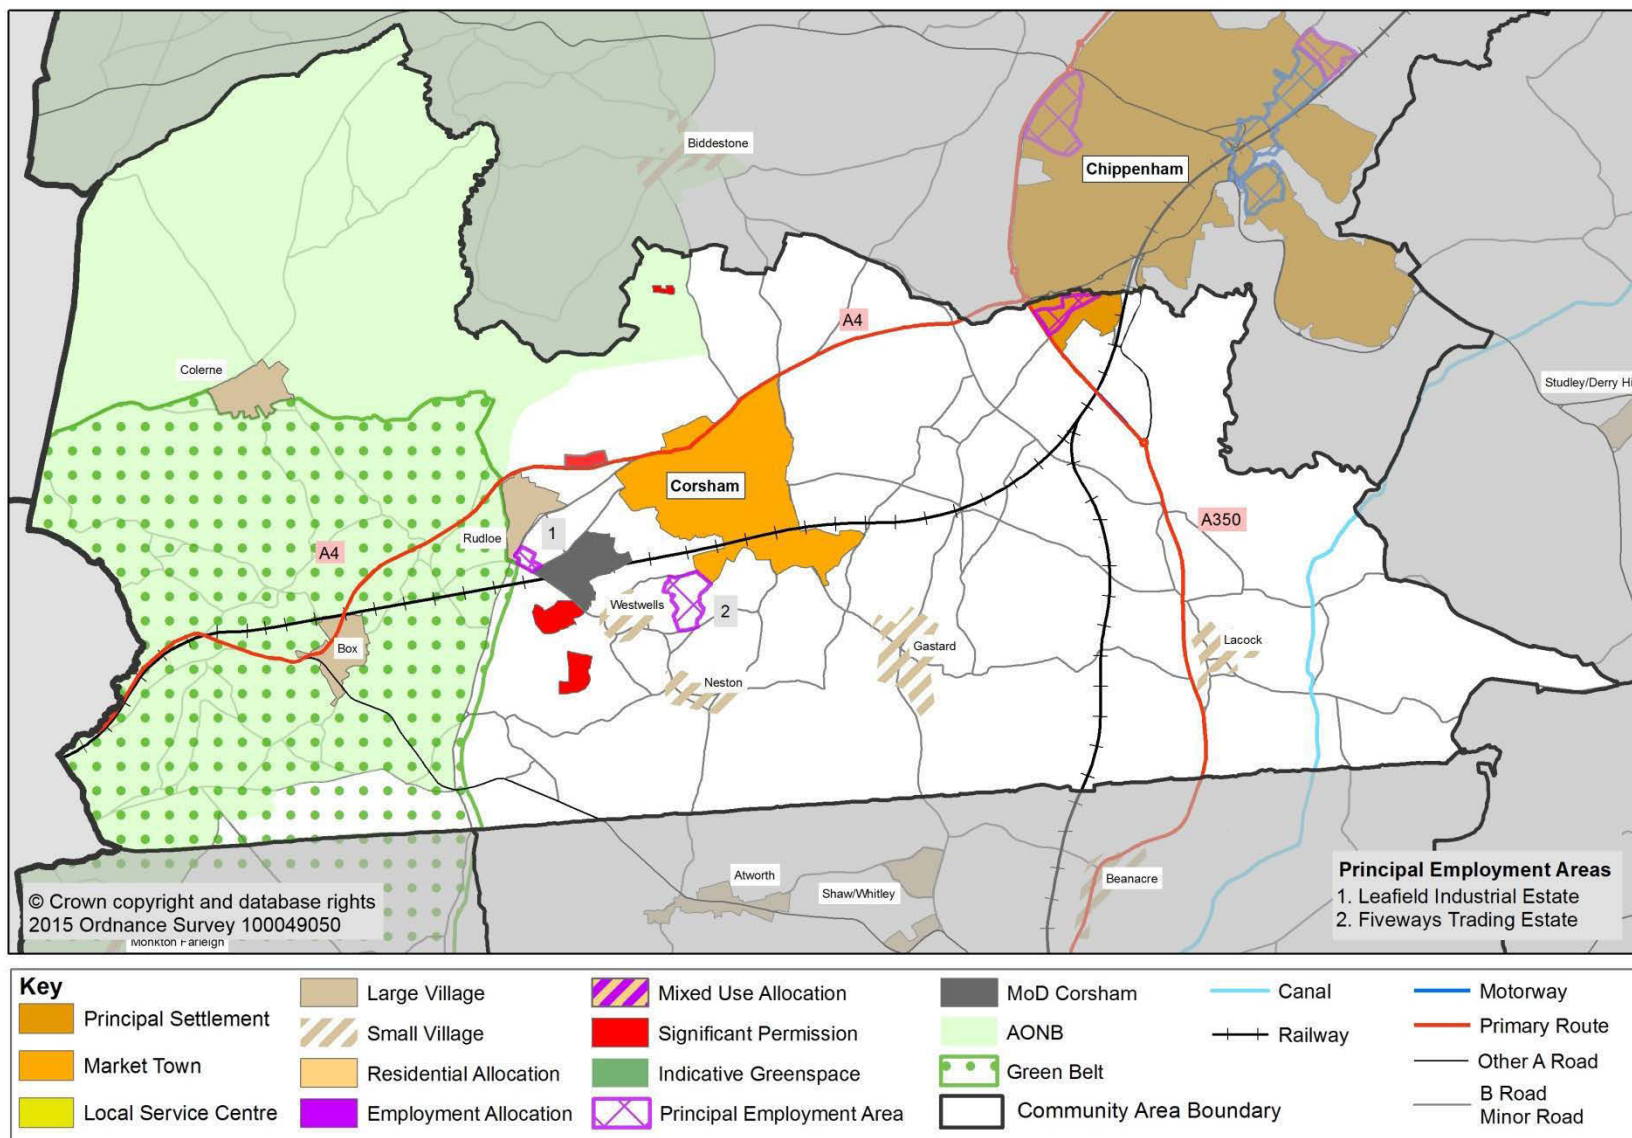 Biddestone
Chippenham
A4
Colerne
Studley/Derry Hi
Corsham
A350
1
Rudloe
A4
Westwells
2
Box
Gastard
Lacock
Neston
Atworth
Shaw/Whitley
Beanacre
Monkton Farleigh
© Crown copyright and database rights
2015 Ordnance Survey 100049050
Principal Employment Areas
1. Leafield Industrial Estate
2. Fiveways Trading Estate
Key
Principal Settlement
Market Town
Local Service Centre
Large Village
Small Village
Residential Allocation
Employment Allocation
Mixed Use Allocation
Significant Permission
Indicative Greenspace
Principal Employment Area
MoD Corsham
AONB
Green Belt
Community Area Boundary
Canal
Railway
Motorway
Primary Route
Other A Road
B Road
Minor Road